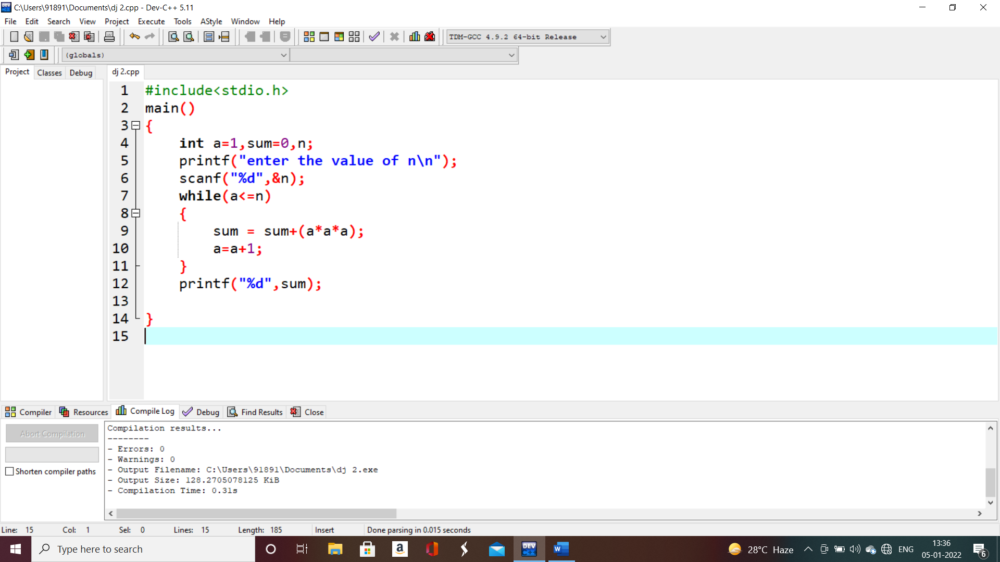 C:\Users\91891\Documents\dj 2.cpp - Dev-C++ 5.11
File Edit Search View Project Execute Tools AStyle Window Help
TDM-GCC 4.9.2 64-bit Release
(globals)
Project Classes Debug dj 2.cpp
1 #include<stdio.h>
2 main()
3 {
4 int a=1,sum=0,n;
5 printf("enter the value of n\n");
6 scanf("%d",&n);
7 while(a<=n)
8 {
9 sum = sum+(a*a*a);
10 a=a+1;
11 }
12 printf("%d",sum);
13
14 }
15
Compiler Resources Compile Log Debug Find Results Close
Abort Compilation
Shorten compiler paths
Compilation results...
--------
- Errors: 0
- Warnings: 0
- Output Filename: C:\Users\91891\Documents\dj 2.exe
- Output Size: 128.2705078125 KiB
- Compilation Time: 0.31s
Line: 15 Col: 1 Sel: 0 Lines: 15 Length: 185 Insert Done parsing in 0.015 seconds
Type here to search
a
DEV C++
W
28°C Haze
ENG
13:36
05-01-2022
6